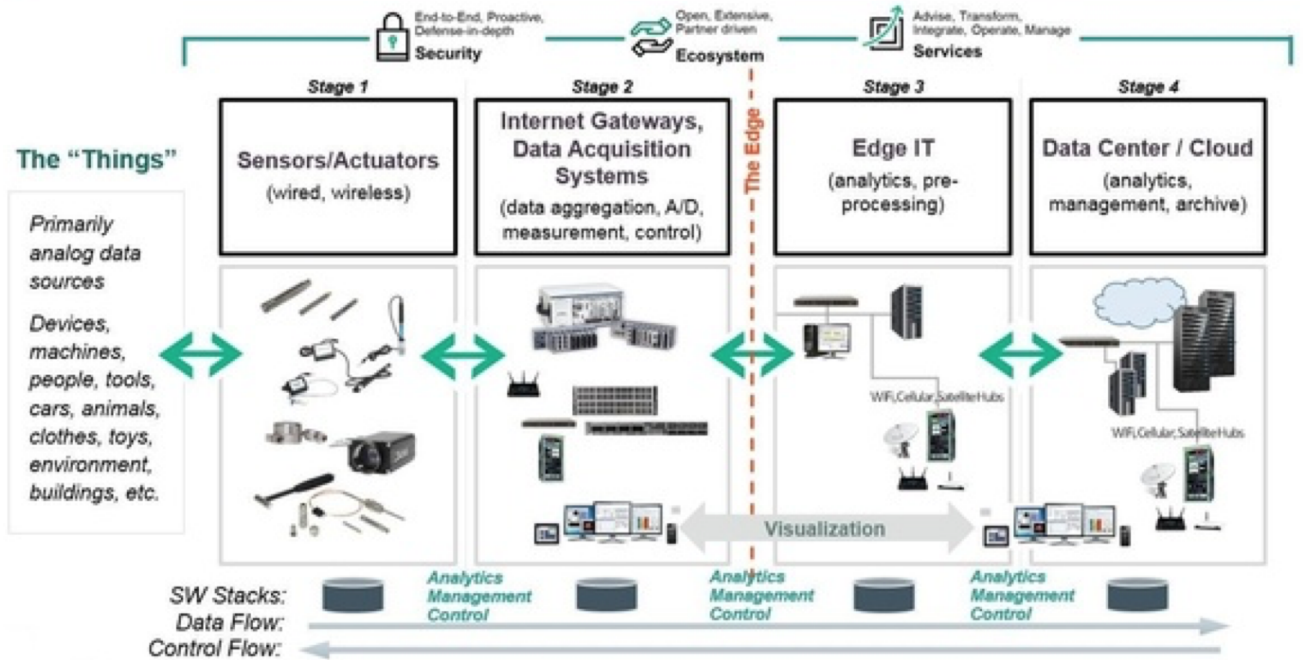 End-to-End, Proactive,
Defense-in-depth
Security
Open, Extensive,
Partner driven
Ecosystem
Advise, Transform,
Integrate, Operate, Manage
Services
Stage 1
Stage 2
Stage 3
Stage 4
The "Things"
Primarily
analog data
sources
Devices,
machines,
people, tools,
cars, animals,
clothes, toys,
environment,
buildings, etc.
Sensors/Actuators
(wired, wireless)
Internet Gateways,
Data Acquisition
Systems
(data aggregation, A/D,
measurement, control)
The Edge
Edge IT
(analytics, pre-
processing)
Data Center / Cloud
(analytics,
management, archive)
WiFi,Cellular,SatelliteHubs
WiFi,Cellular,SatelliteHubs
Visualization
SW Stacks:
Analytics
Management
Control
Analytics
Management
Control
Analytics
Management
Control
Data Flow:
Control Flow: